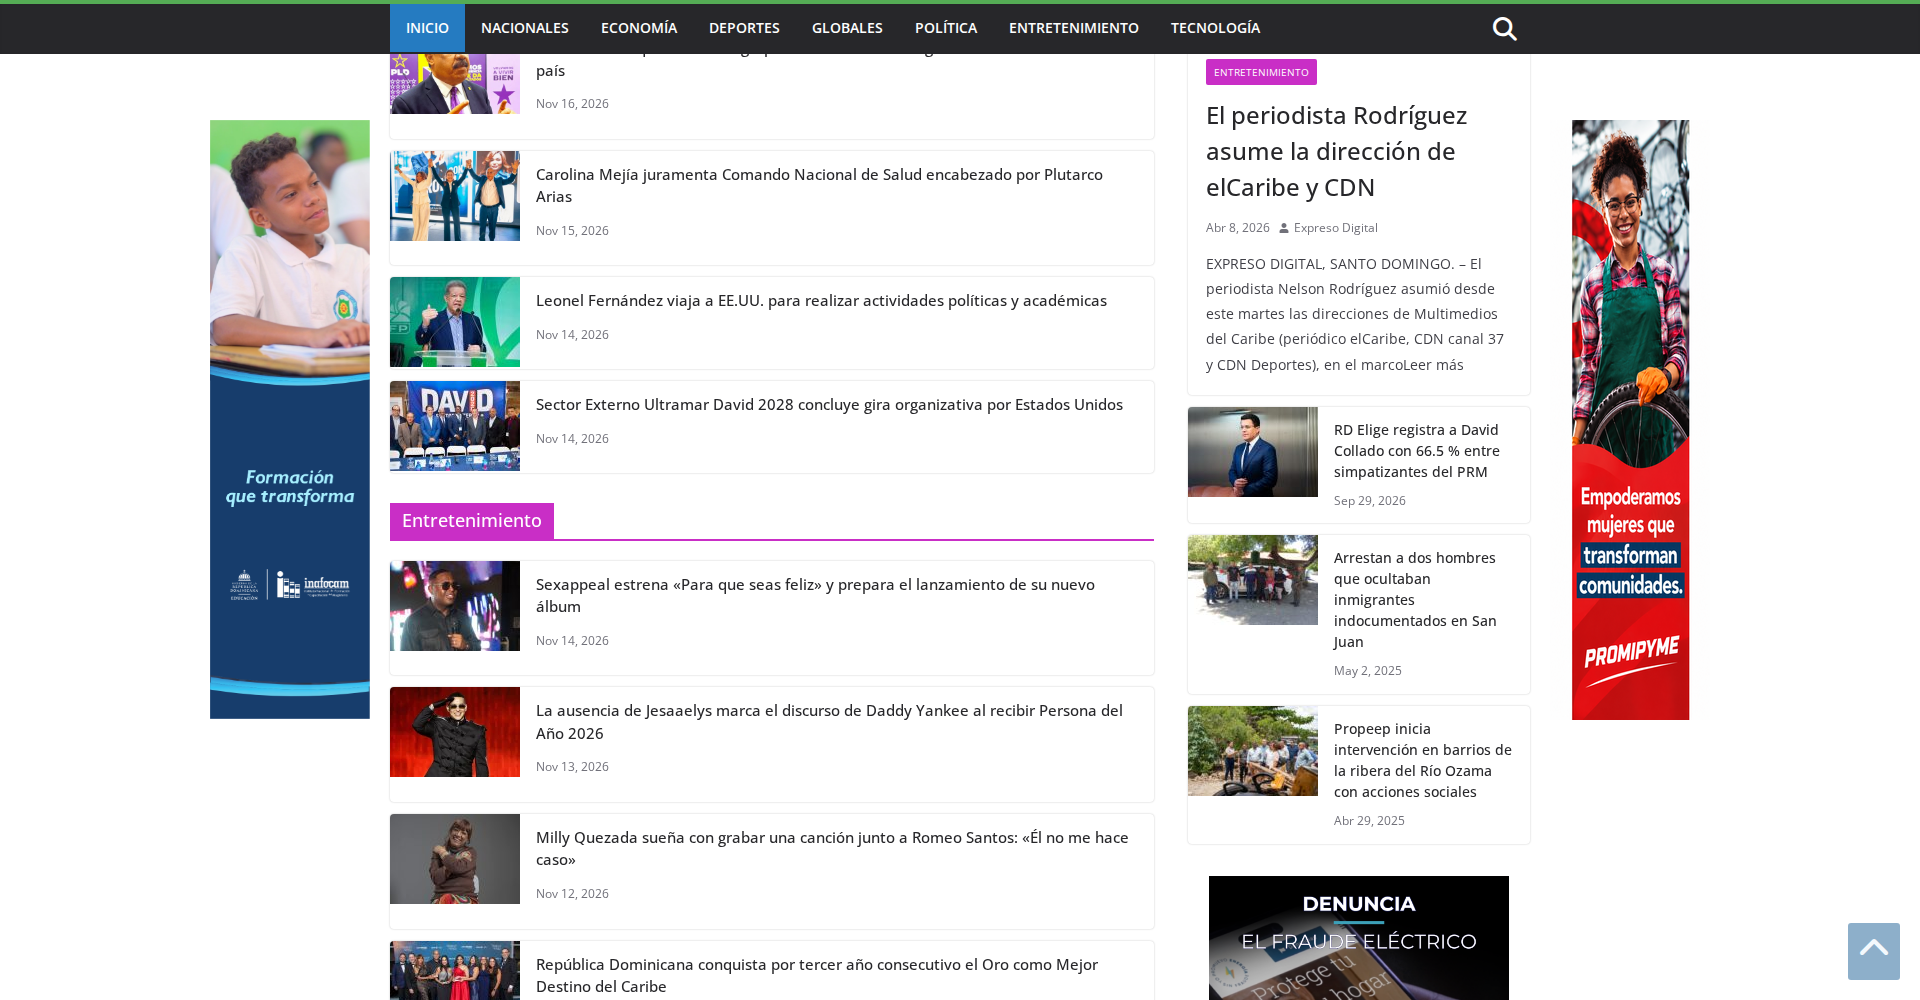 INICIO
NACIONALES
ECONOMÍA
DEPORTES
GLOBALES
POLÍTICA
ENTRETENIMIENTO
TECNOLOGÍA
país
Nov 16, 2026
Carolina Mejía juramenta Comando Nacional de Salud encabezado por Plutarco
Arias
Nov 15, 2026
Leonel Fernández viaja a EE.UU. para realizar actividades políticas y académicas
Nov 14, 2026
DAVID
Sector Externo Ultramar David 2028 concluye gira organizativa por Estados Unidos
Nov 14, 2026
Entretenimiento
Sexappeal estrena «Para que seas feliz» y prepara el lanzamiento de su nuevo
álbum
Nov 14, 2026
La ausencia de Jesaaelys marca el discurso de Daddy Yankee al recibir Persona del
Año 2026
Nov 13, 2026
Milly Quezada sueña con grabar una canción junto a Romeo Santos: «Él no me hace
caso»
Nov 12, 2026
República Dominicana conquista por tercer año consecutivo el Oro como Mejor
Destino del Caribe
ENTRETENIMIENTO
El periodista Rodríguez
asume la dirección de
elCaribe y CDN
Abr 8, 2026 Expreso Digital
EXPRESO DIGITAL, SANTO DOMINGO. – El
periodista Nelson Rodríguez asumió desde
este martes las direcciones de Multimedios
del Caribe (periódico elCaribe, CDN canal 37
y CDN Deportes), en el marcoLeer más
RD Elige registra a David
Collado con 66.5 % entre
simpatizantes del PRM
Sep 29, 2026
Arrestan a dos hombres
que ocultaban
inmigrantes
indocumentados en San
Juan
May 2, 2025
Propeep inicia
intervención en barrios de
la ribera del Río Ozama
con acciones sociales
Abr 29, 2025
DENUNCIA
EL FRAUDE ELÉCTRICO
Protege tu
hogar
Formación
que transforma
EDUCACIÓN
inafocam
Empoderamos
mujeres que
transforman
comunidades.
PROMIPYME